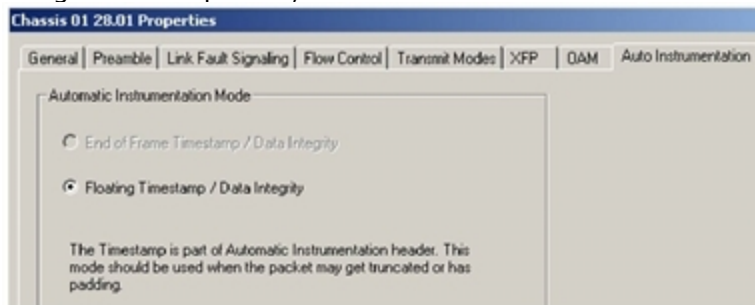 Chassis 01 28.01 Properties
General Preamble Link Fault Signaling Flow Control Transmit Modes XFP OAM Auto Instrumentation
Automatic Instrumentation Mode
End of Frame Timestamp / Data Integrity
Floating Timestamp / Data Integrity
The Timestamp is part of Automatic Instrumentation header. This
mode should be used when the packet may get truncated or has
padding.